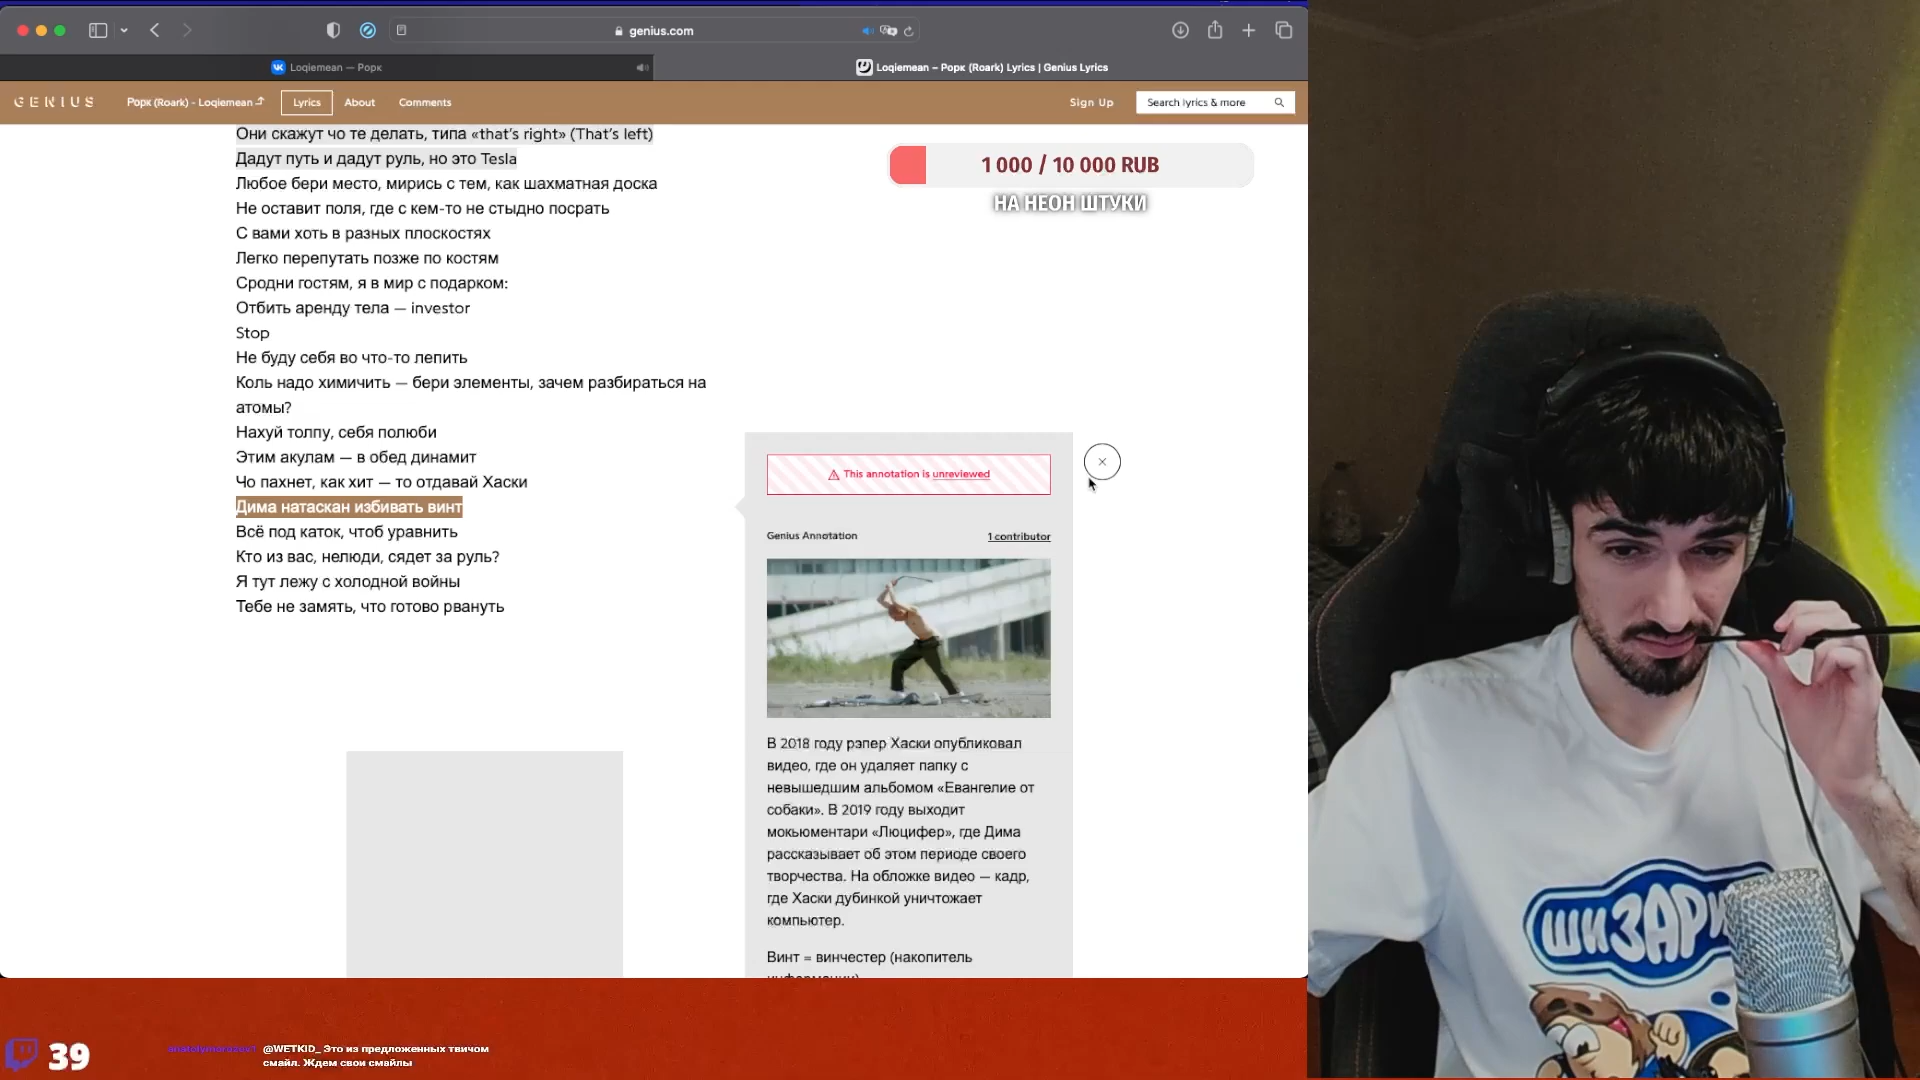 genius.com
Loqiemean — Рорк
Loqiemean – Рорк (Roark) Lyrics | Genius Lyrics
GENIUS
Рорк (Roark) - Loqiemean
Lyrics
About
Comments
Sign Up
Search lyrics & more
Они скажут чо те делать, типа «that's right» (That's left)
Дадут путь и дадут руль, но это Tesla
Любое бери место, мирись с тем, как шахматная доска
Не оставит поля, где с кем-то не стыдно посрать
С вами хоть в разных плоскостях
Легко перепутать позже по костям
Сродни гостям, я в мир с подарком:
Отбить аренду тела — investor
Stop
Не буду себя во что-то лепить
Коль надо химичить — бери элементы, зачем разбираться на
атомы?
Нахуй толпу, себя полюби
Этим акулам — в обед динамит
Чо пахнет, как хит — то отдавай Хаски
Дима натаскан избивать винт
Всё под каток, чтоб уравнить
Кто из вас, нелюди, сядет за руль?
Я тут лежу с холодной войны
Тебе не замять, что готово рвануть
1 000 / 10 000 RUB
НА НЕОН ШТУКИ
This annotation is unreviewed
Genius Annotation
1 contributor
В 2018 году рэпер Хаски опубликовал
видео, где он удаляет папку с
невышедшим альбомом «Евангелие от
собаки». В 2019 году выходит
мокьюментари «Люцифер», где Дима
рассказывает об этом периоде своего
творчества. На обложке видео — кадр,
где Хаски дубинкой уничтожает
компьютер.
Винт = винчестер (накопитель
информации)
39
@WETKID_ Это из предложенных твичом
смайл. Ждем свои смайлы